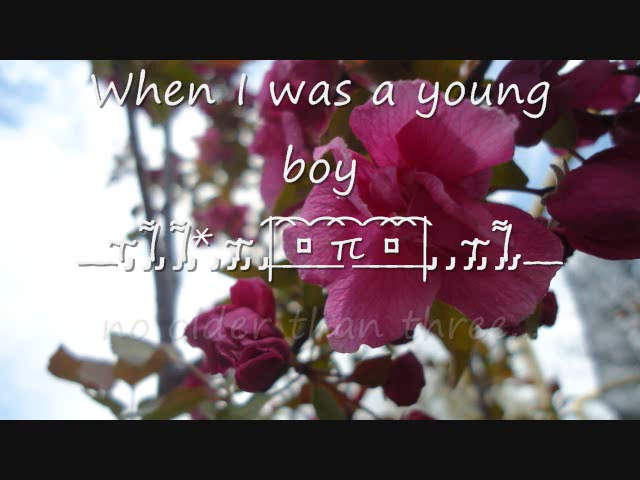 When I was a young
boy
no older than three